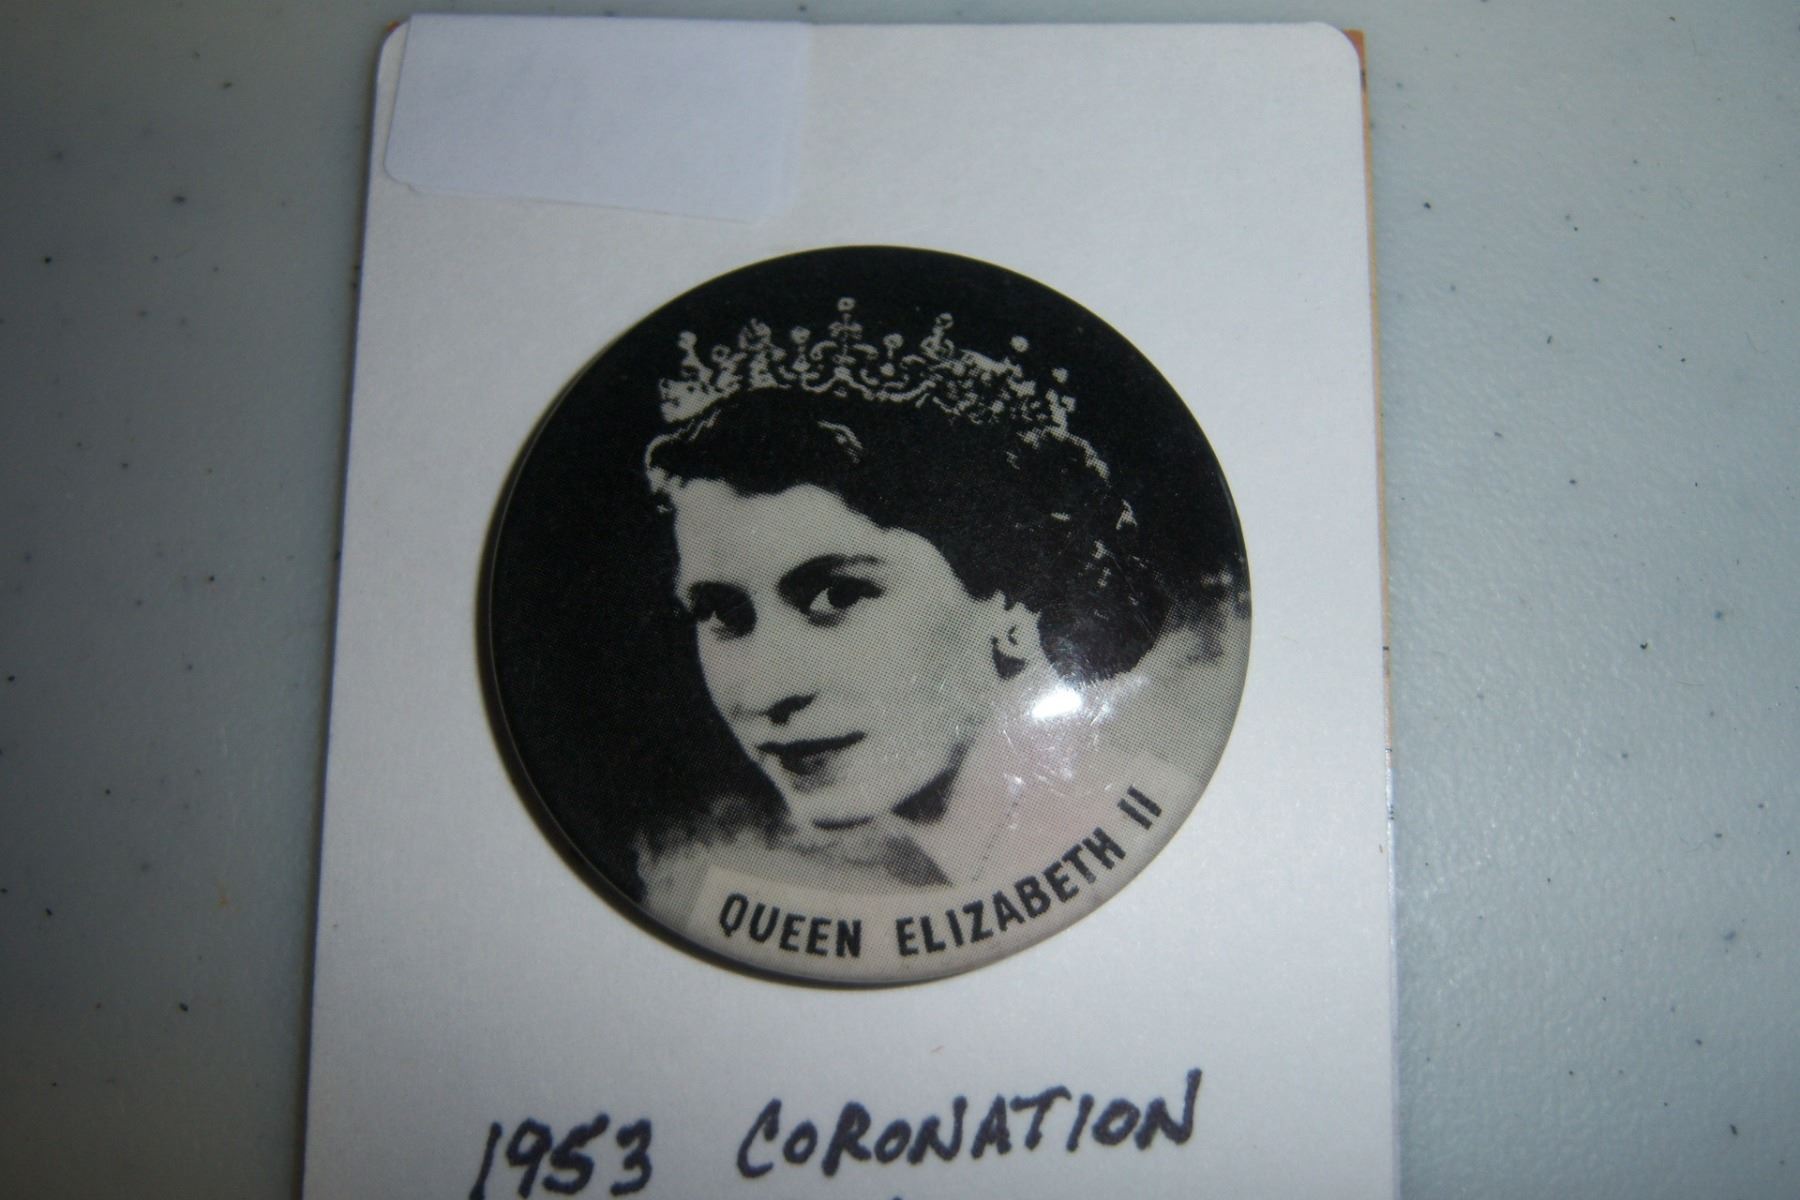 QUEEN ELIZABETH II
1953 CORONATION